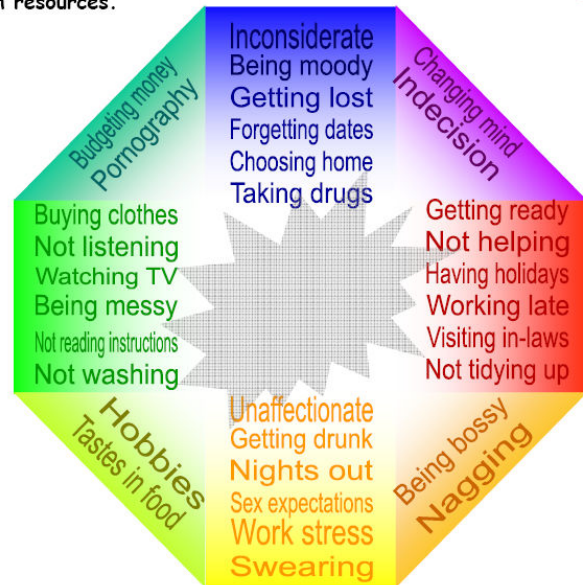 resources.
Inconsiderate
Being moody
Getting lost
Forgetting dates
Choosing home
Taking drugs
Budgeting money
Pornography
Changing mind
Indecision
Buying clothes
Not listening
Watching TV
Being messy
Not reading instructions
Not washing
Getting ready
Not helping
Having holidays
Working late
Visiting in-laws
Not tidying up
Hobbies
Tastes in food
Unaffectionate
Getting drunk
Nights out
Sex expectations
Work stress
Swearing
Being bossy
Nagging